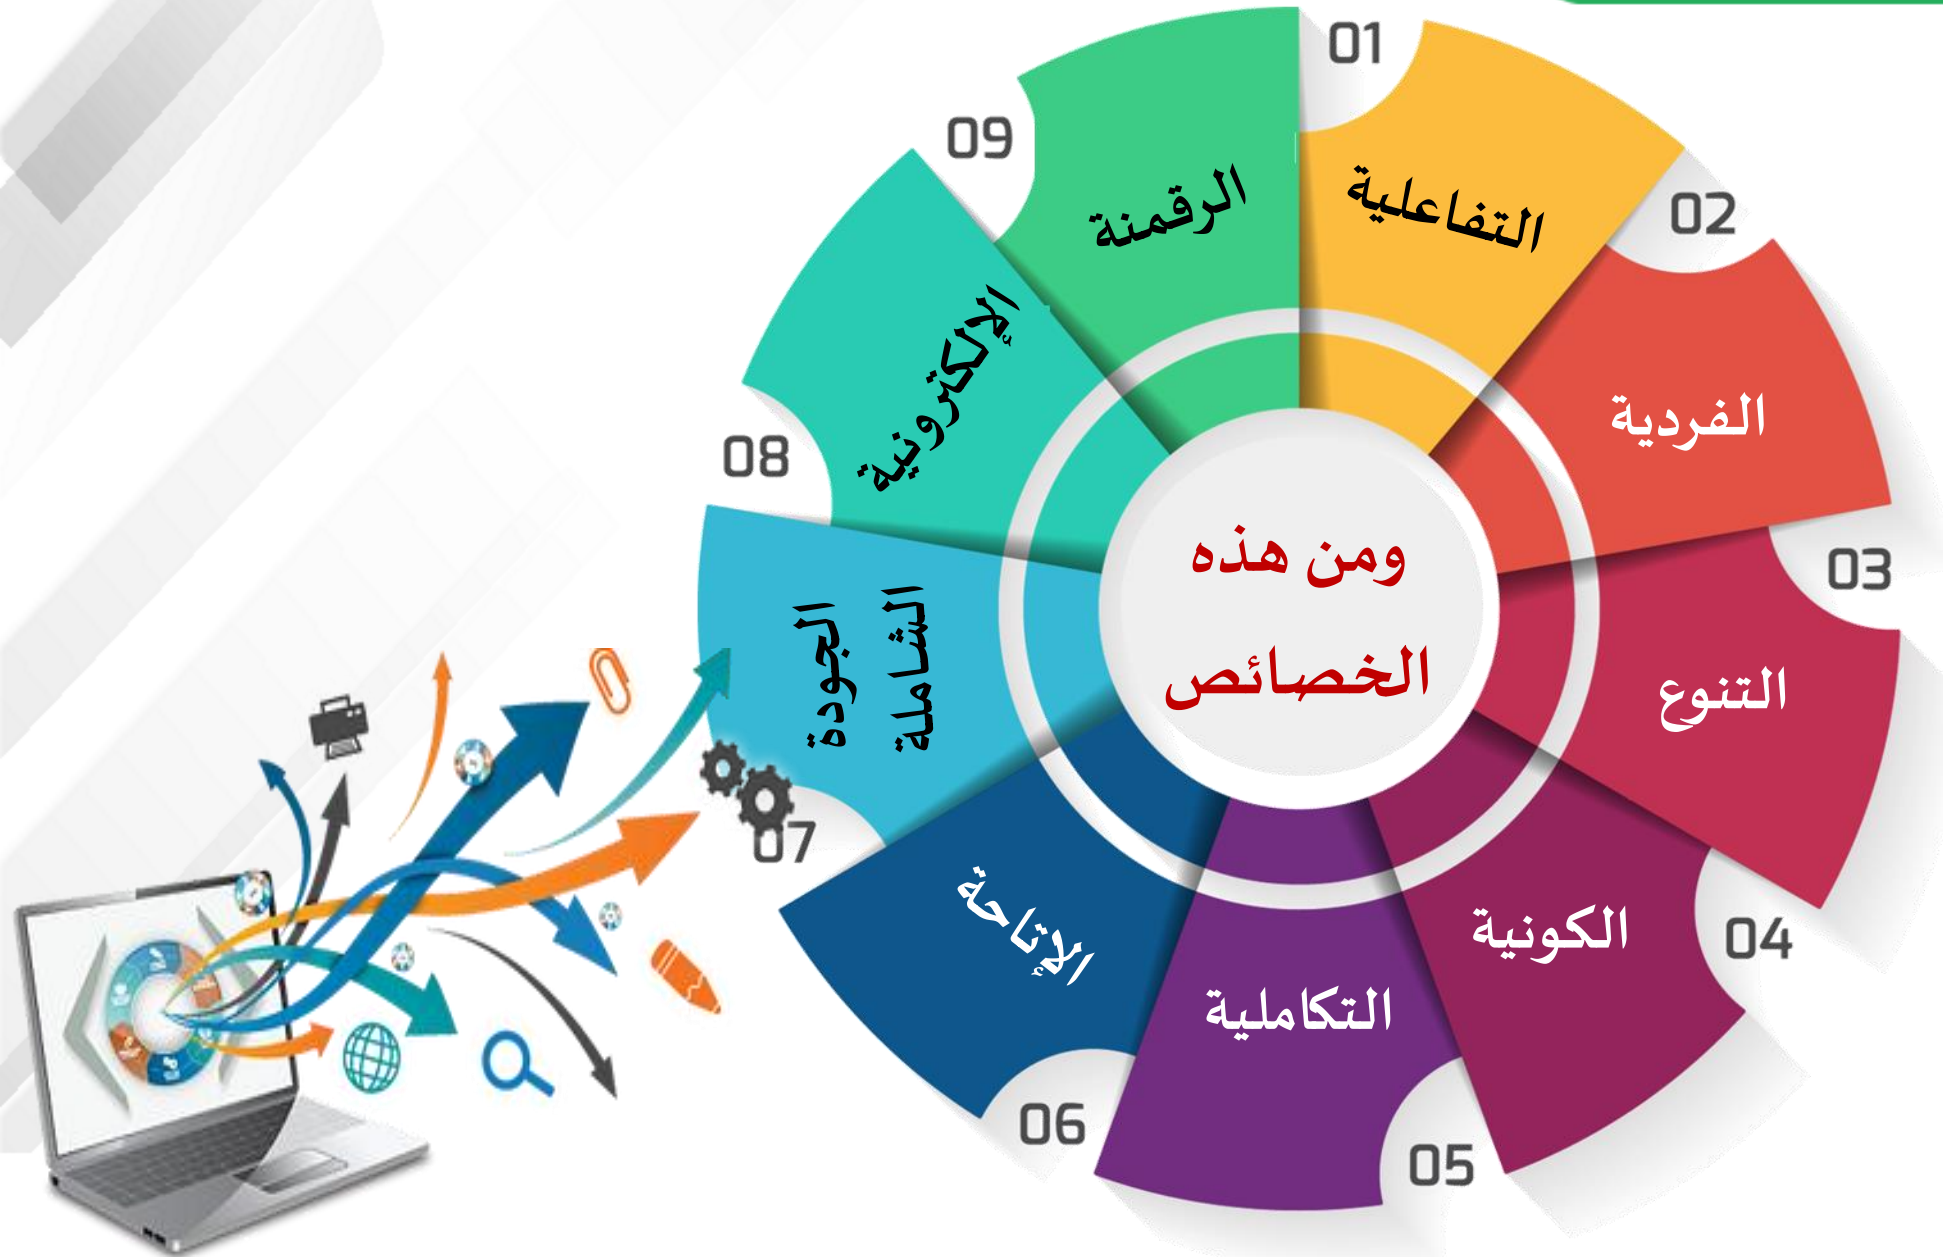 ومن هذه
الخصائص
01
التفاعلية
02
الفردية
03
التنوع
04
الكونية
05
التكاملية
06
الإتاحة
07
الجودة
الشاملة
08
الإلكترونية
09
الرقمنة